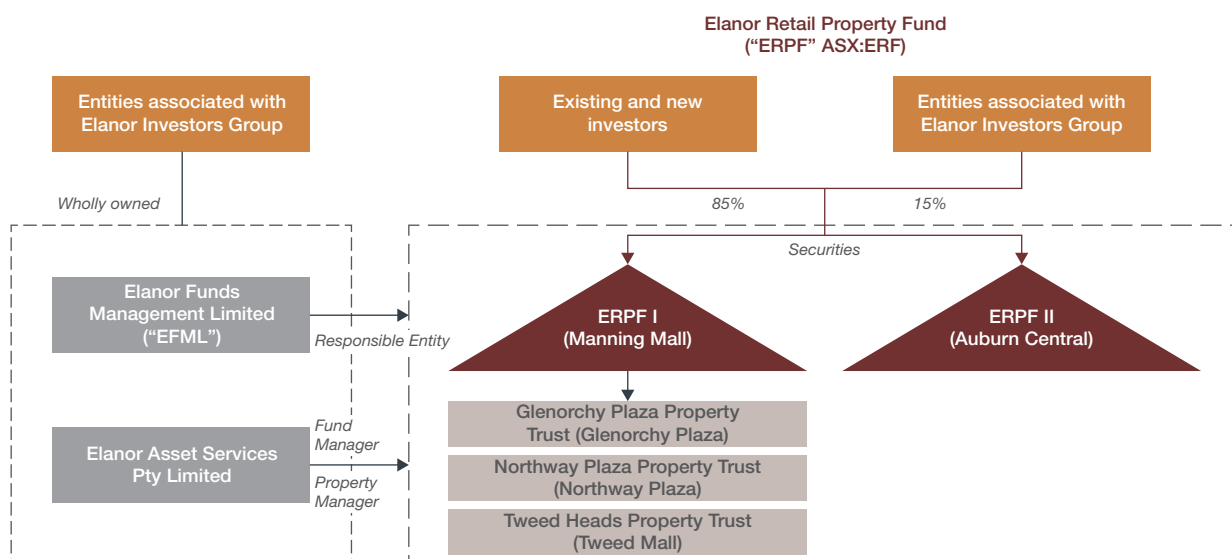 Elanor Retail Property Fund
(“ERPF” ASX:ERF)
Entities associated with
Elanor Investors Group
Existing and new
investors
Entities associated with
Elanor Investors Group
Wholly owned
85%
15%
Securities
Elanor Funds
Management Limited
(“EFML”)
Responsible Entity
ERPF I
(Manning Mall)
ERPF II
(Auburn Central)
Elanor Asset Services
Pty Limited
Fund
Manager
Property
Manager
Glenorchy Plaza Property
Trust (Glenorchy Plaza)
Northway Plaza Property Trust
(Northway Plaza)
Tweed Heads Property Trust
(Tweed Mall)